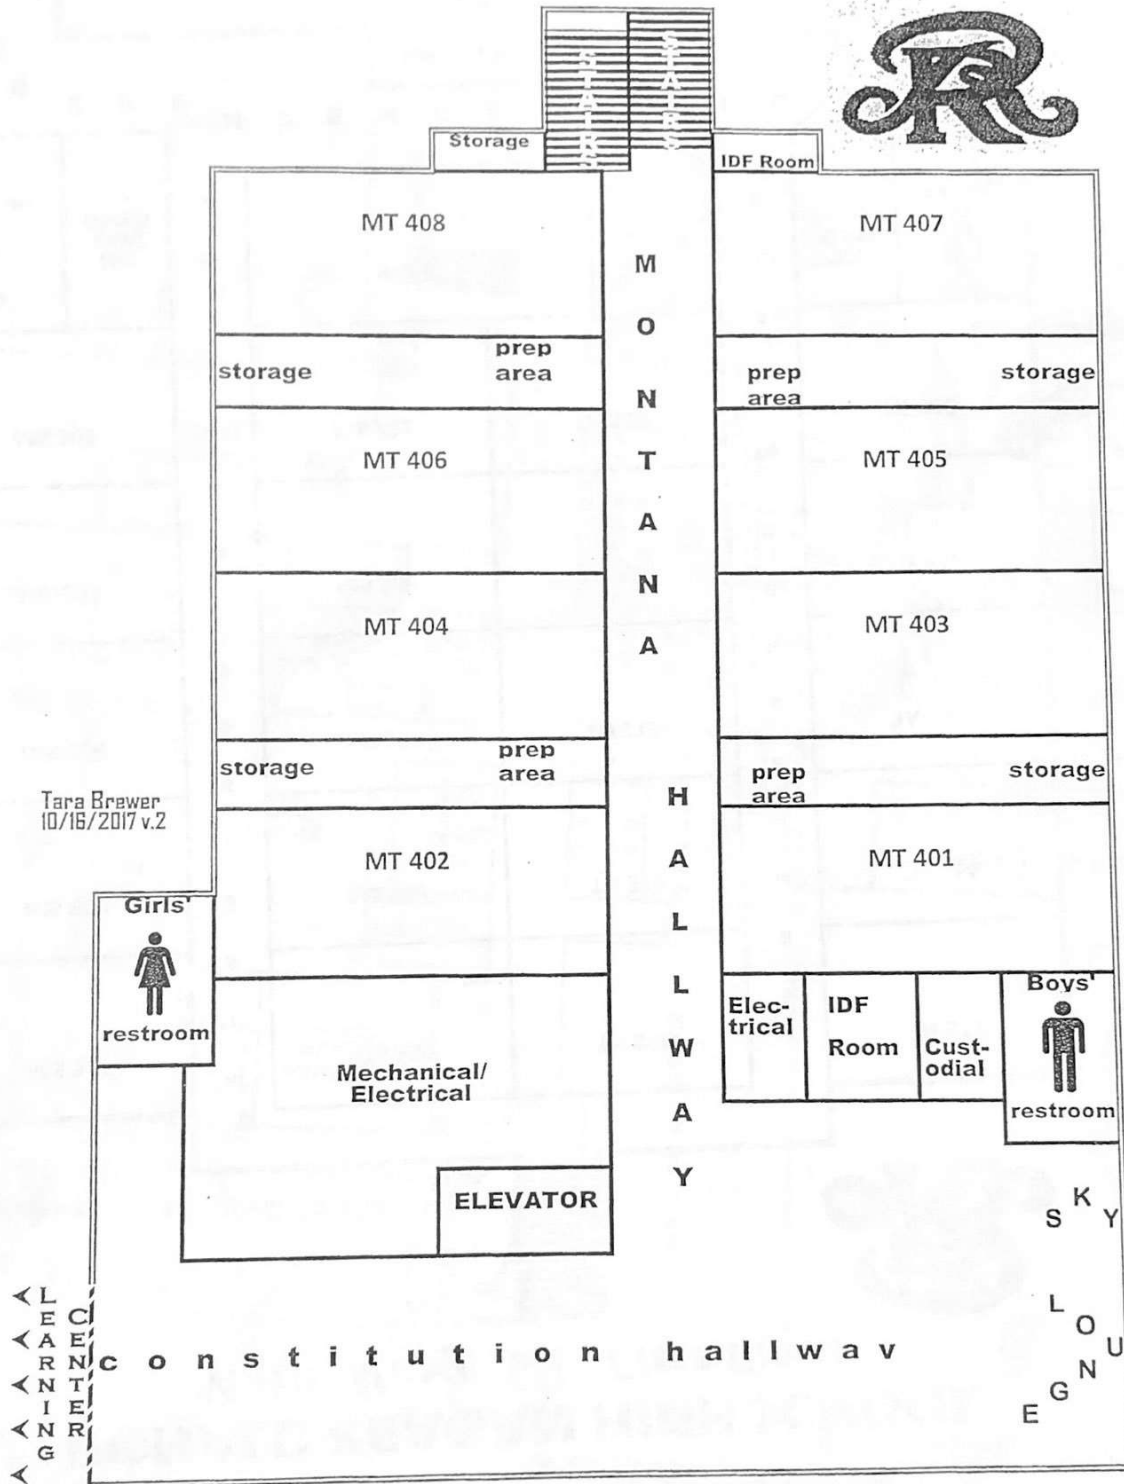 STAIRS
STAIRS
Storage
IDF Room
MT 408
MT 407
MONTANA
storage
prep
area
prep
area
storage
MT 406
MT 405
MT 404
MT 403
storage
prep
area
prep
area
storage
Tara Brewer
10/16/2017 v.2
HALLWAY
MT 402
MT 401
Girls'
restroom
Elec-
trical
IDF
Room
Cust-
odial
Boys'
restroom
Mechanical/
Electrical
ELEVATOR
SKY
LOUNGE
LEARNING
CENTER
constitution hallwav